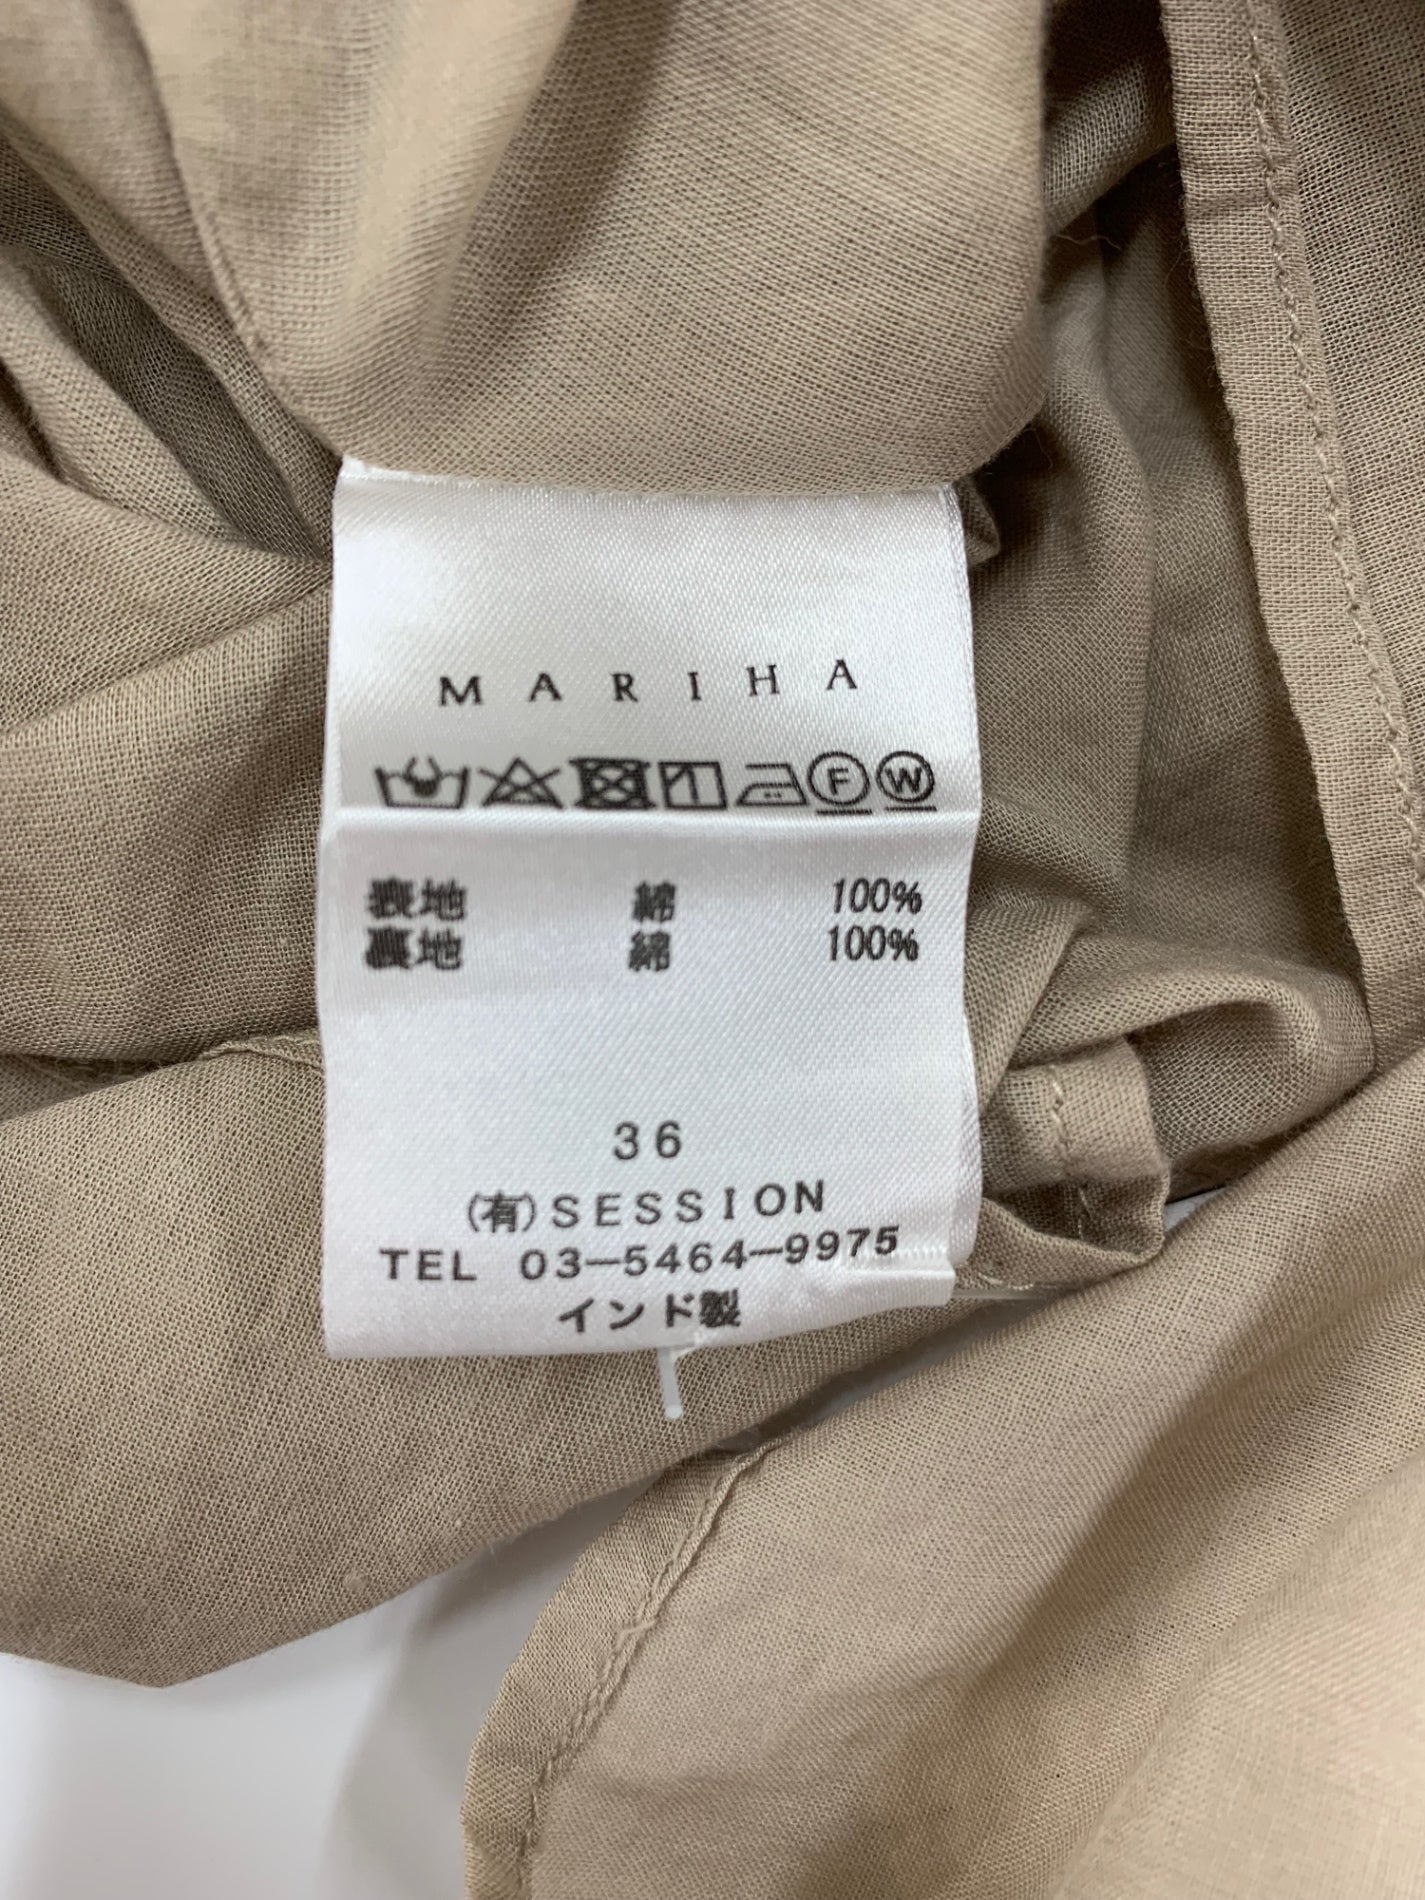 MARIHA
F W
表地 綿 100%
裏地 綿 100%
36
(有)SESSION
TEL 03-5464-9975
インド製